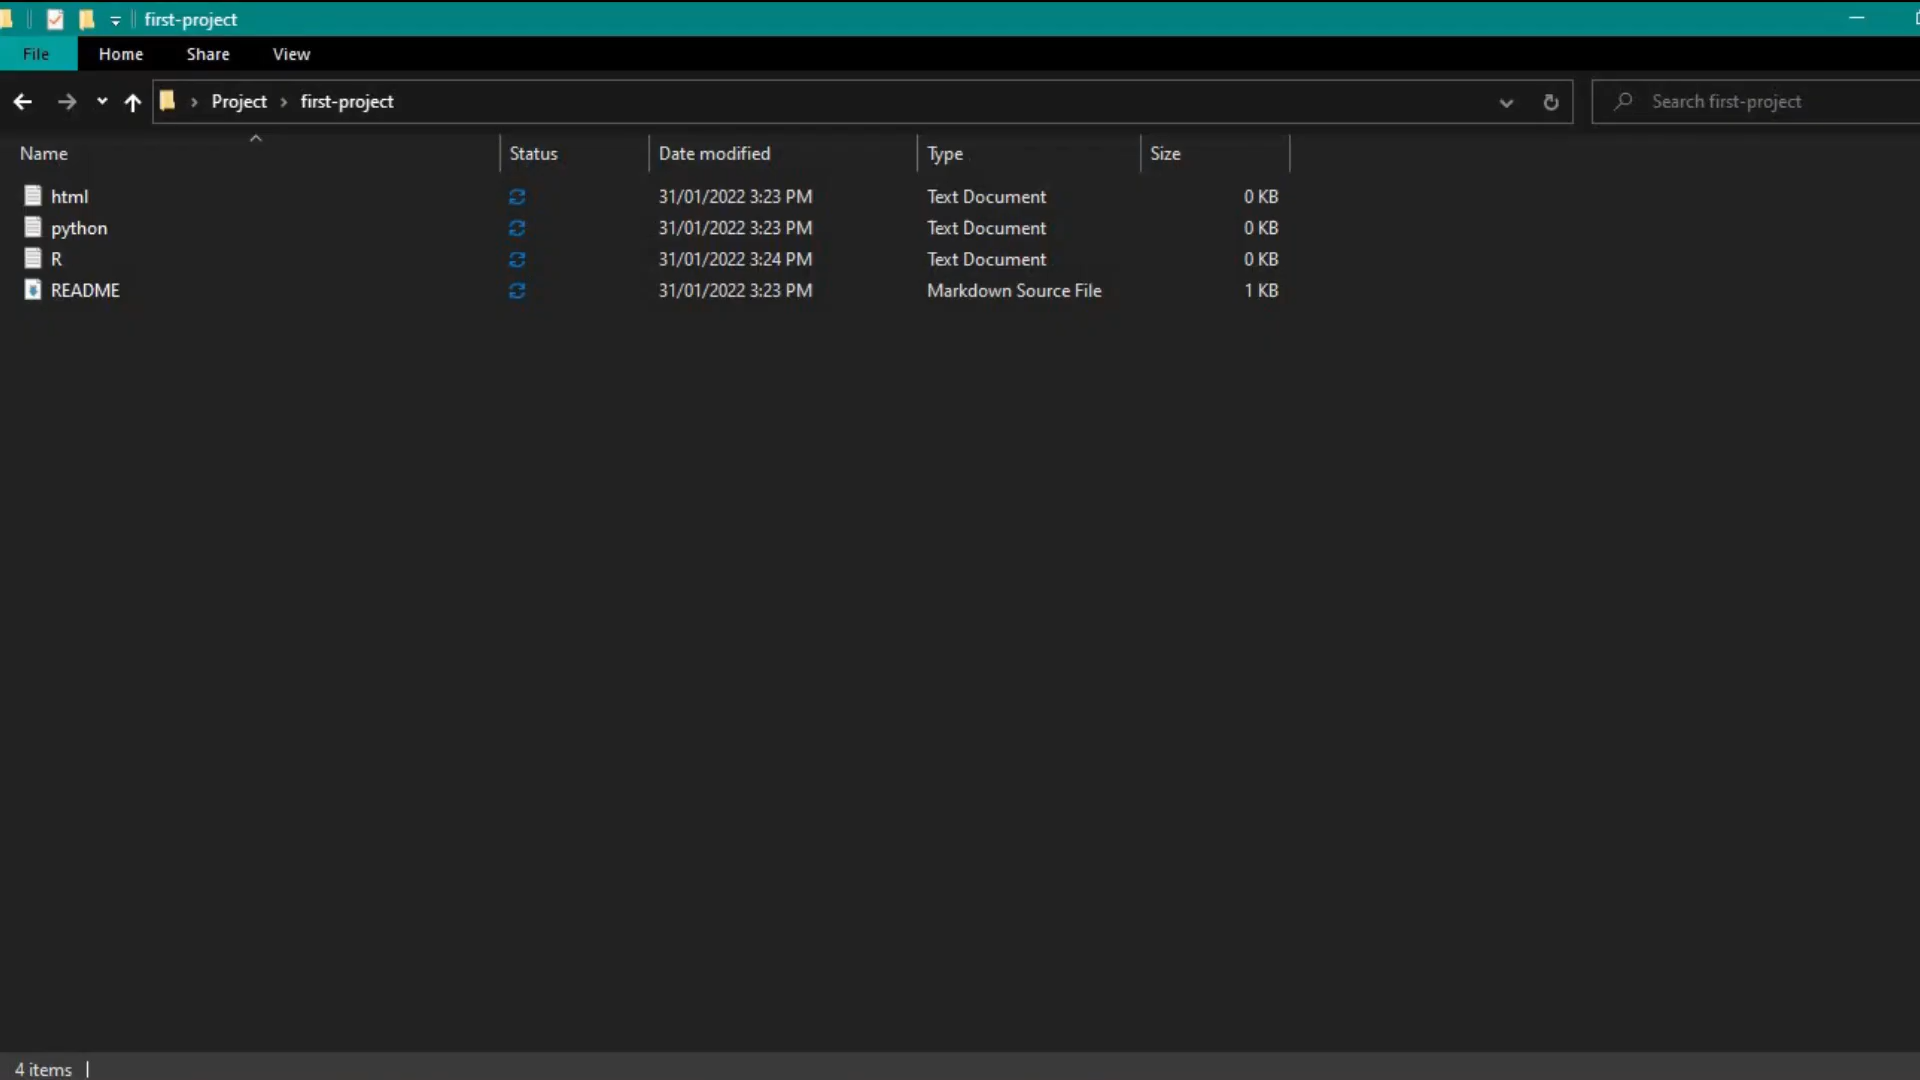 first-project
File Home Share View
Project › first-project Search first-project
Name Status Date modified Type Size
html 31/01/2022 3:23 PM Text Document 0 KB
python 31/01/2022 3:23 PM Text Document 0 KB
R 31/01/2022 3:24 PM Text Document 0 KB
README 31/01/2022 3:23 PM Markdown Source File 1 KB
4 items